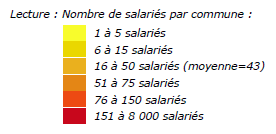 Lecture : Nombre de salariés par commune :
1 à 5 salariés
6 à 15 salariés
16 à 50 salariés (moyenne=43)
51 à 75 salariés
76 à 150 salariés
151 à 8 000 salariés